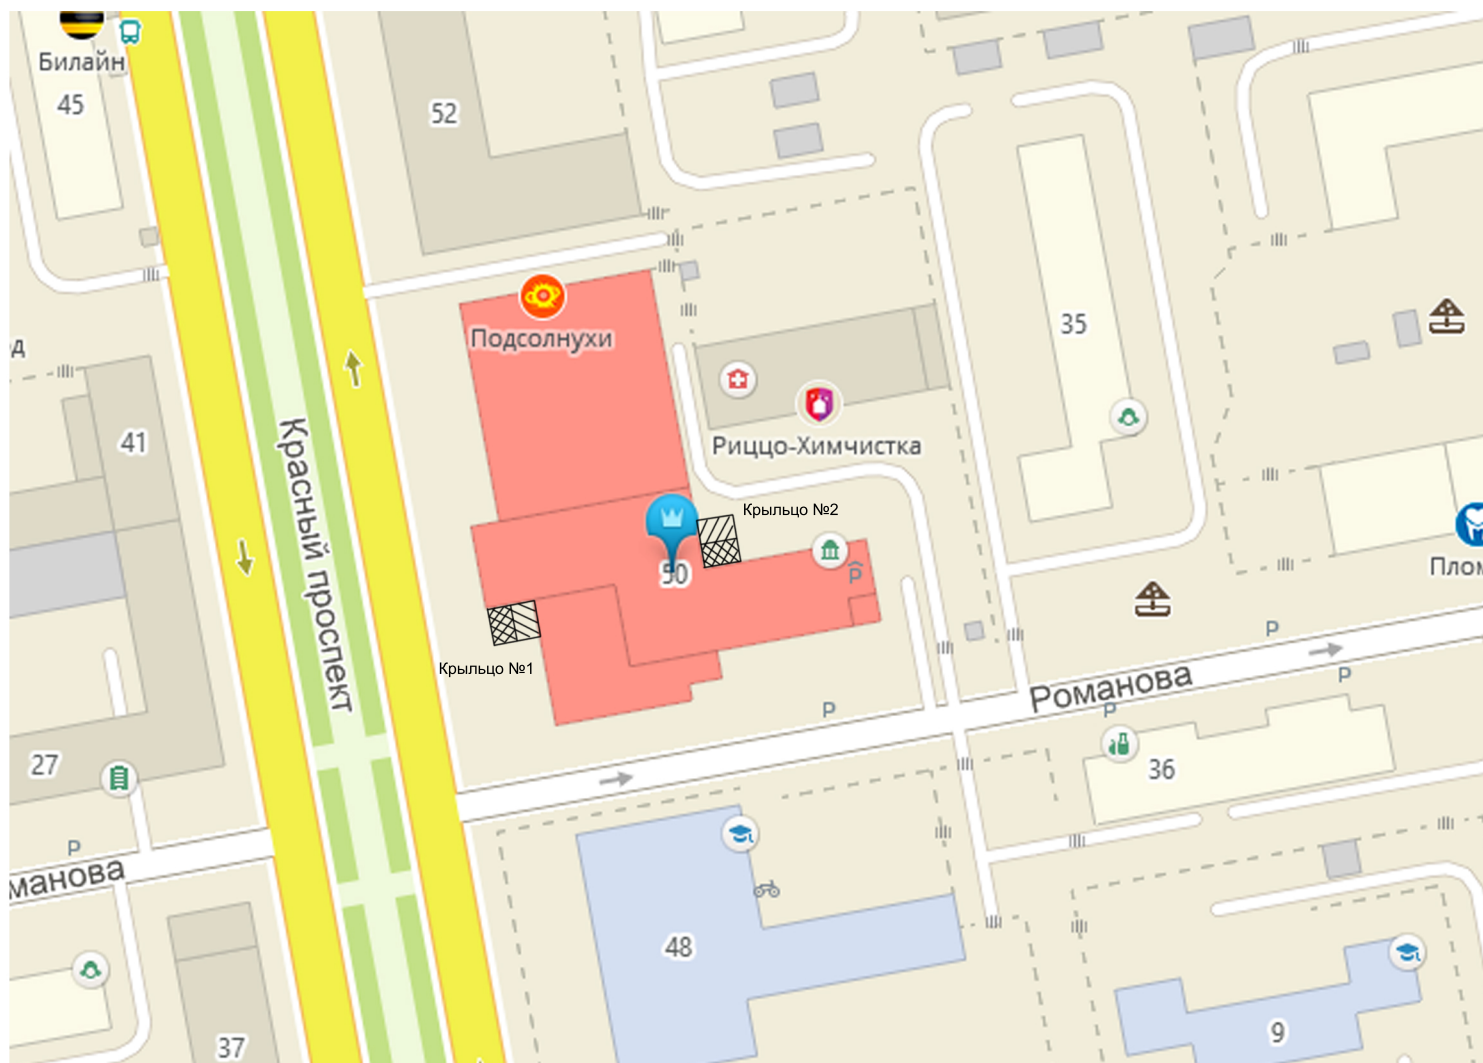 Билайн
45
52
Подсолнухи
35
д
41
Красный проспект
Риццо-Химчистка
Крыльцо №2
50
P
Плом
Крыльцо №1
P
P
Романова
P
P
27
36
P
манова
48
37
9